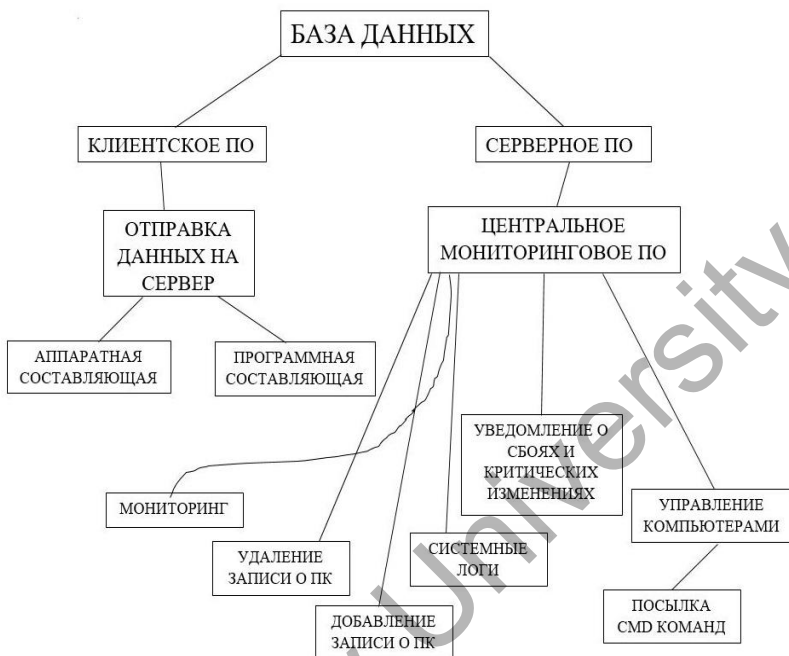 БАЗА ДАННЫХ
КЛИЕНТСКОЕ ПО
СЕРВЕРНОЕ ПО
ОТПРАВКА
ДАННЫХ НА
СЕРВЕР
ЦЕНТРАЛЬНОЕ
МОНИТОРИНГОВОЕ ПО
АППАРАТНАЯ
СОСТАВЛЯЮЩАЯ
ПРОГРАММНАЯ
СОСТАВЛЯЮЩАЯ
МОНИТОРИНГ
УДАЛЕНИЕ
ЗАПИСИ О ПК
ДОБАВЛЕНИЕ
ЗАПИСИ О ПК
СИСТЕМНЫЕ
ЛОГИ
УВЕДОМЛЕНИЕ О
СБОЯХ И
КРИТИЧЕСКИХ
ИЗМЕНЕНИЯХ
УПРАВЛЕНИЕ
КОМПЬЮТЕРАМИ
ПОСЫЛКА
CMD КОМАНД
University